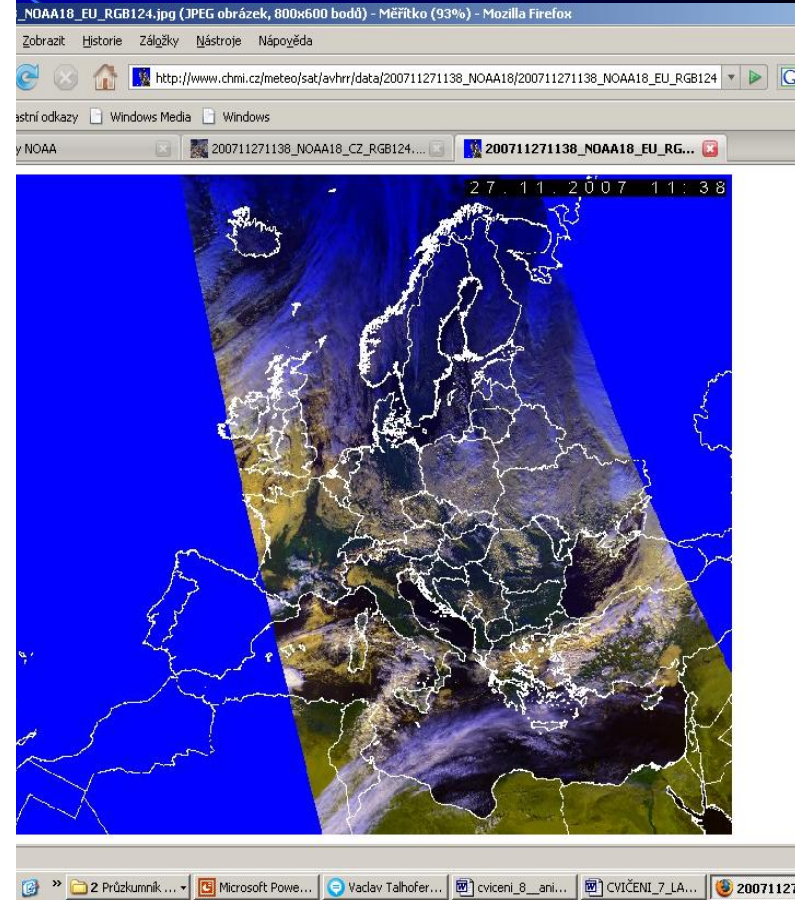 _NOAA18_EU_RGB124.jpg (JPEG obrázek, 800x600 bodů) - Měřítko (93%) - Mozilla Firefox
Zobrazit Historie Záložky Nástroje Nápověda
http://www.chmi.cz/meteo/sat/avhrr/data/200711271138_NOAA18/200711271138_NOAA18_EU_RGB124
astní odkazy Windows Media Windows
y NOAA 200711271138_NOAA18_CZ_RGB124.... 200711271138_NOAA18_EU_RG...
27.11.2007 11:38
» 2 Průzkumník ... Microsoft Powe... Vaclav Talhofer... cviceni_8__ani... CVIČENI_7_LA... 2007112